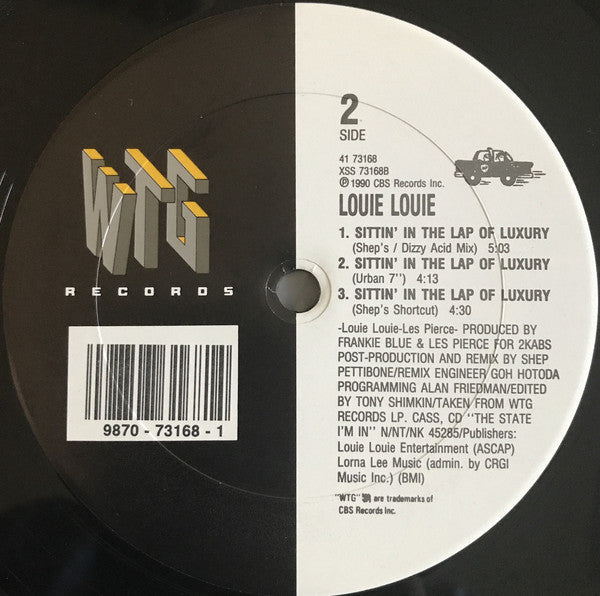 WTG
RECORDS
9870 - 73168 - 1
2
SIDE
41 73168
XSS 73168B
Ⓟ 1990 CBS Records Inc.
LOUIE LOUIE
1. SITTIN' IN THE LAP OF LUXURY
(Shep's / Dizzy Acid Mix) 5:03
2. SITTIN' IN THE LAP OF LUXURY
(Urban 7'') 4:13
3. SITTIN' IN THE LAP OF LUXURY
(Shep's Shortcut) 4:30
-Louie Louie-Les Pierce- PRODUCED BY
FRANKIE BLUE & LES PIERCE FOR 2KABS
POST-PRODUCTION AND REMIX BY SHEP
PETTIBONE/REMIX ENGINEER GOH HOTODA
PROGRAMMING ALAN FRIEDMAN/EDITED
BY TONY SHIMKIN/TAKEN FROM WTG
RECORDS LP. CASS, CD ''THE STATE
I'M IN'' N/NT/NK 45285/Publishers:
Louie Louie Entertainment (ASCAP)
Lorna Lee Music (admin. by CRGI
Music Inc.) (BMI)
"WTG" are trademarks of
CBS Records Inc.